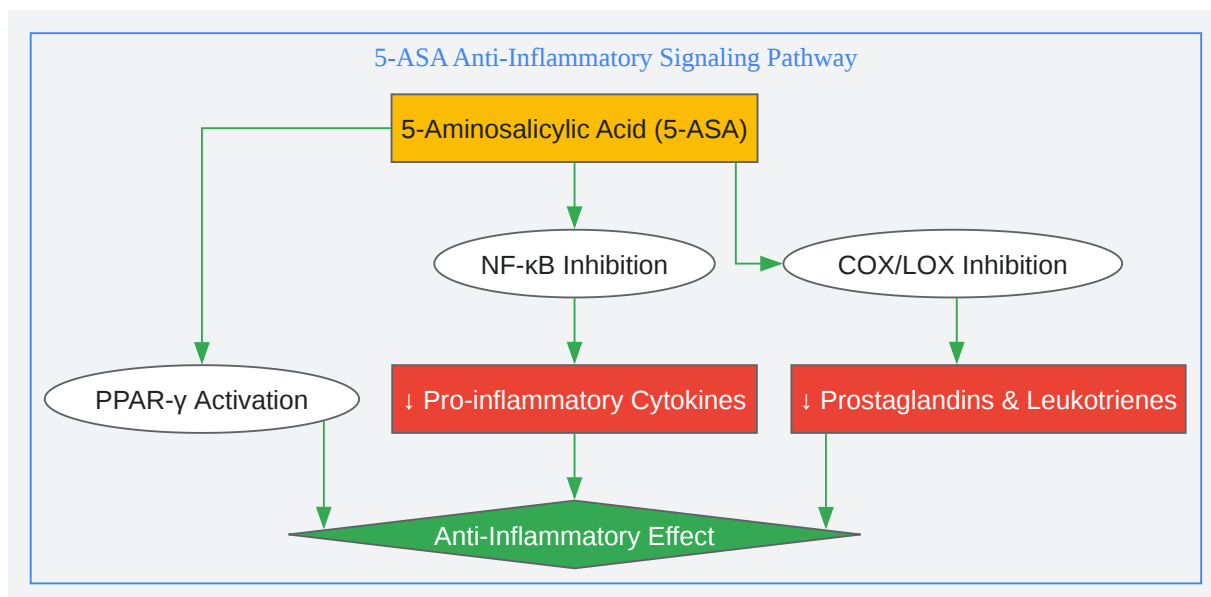 5-ASA Anti-Inflammatory Signaling Pathway
5-Aminosalicylic Acid (5-ASA)
NF-κB Inhibition
COX/LOX Inhibition
PPAR-γ Activation
↓ Pro-inflammatory Cytokines
↓ Prostaglandins & Leukotrienes
Anti-Inflammatory Effect